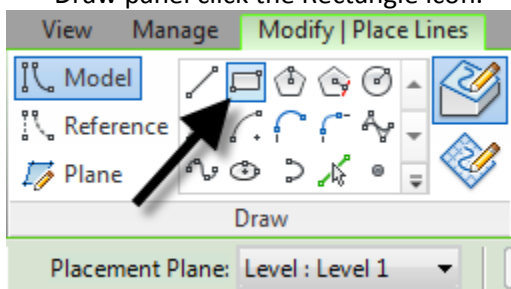 Draw panel click the Rectangle icon.
View Manage Modify | Place Lines
Model
Reference
Plane
Draw
Placement Plane: Level : Level 1